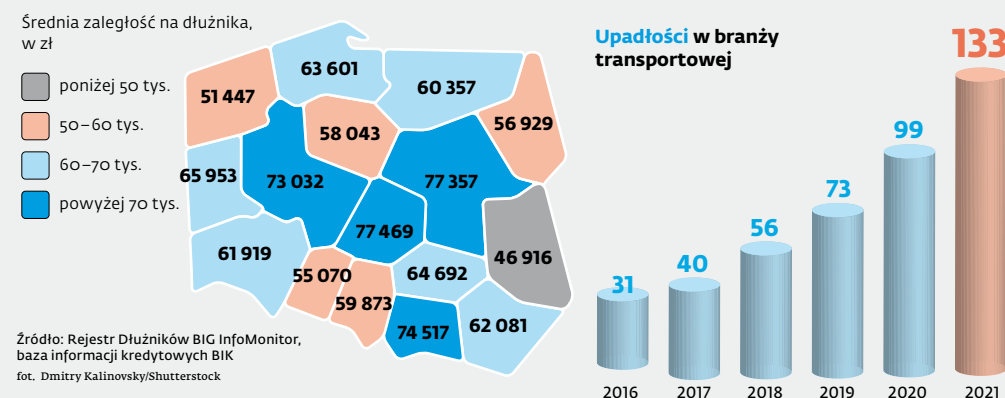 Średnia zaległość na dłużnika,
w zł
poniżej 50 tys.
50–60 tys.
60–70 tys.
powyżej 70 tys.
63 601
60 357
51 447
58 043
56 929
65 953
73 032
77 357
77 469
61 919
46 916
55 070
64 692
59 873
74 517
62 081
Źródło: Rejestr Dłużników BIG InfoMonitor,
baza informacji kredytowych BIK
fot. Dmitry Kalinovsky/Shutterstock
Upadłości w branży
transportowej
31
40
56
73
99
133
2016 2017 2018 2019 2020 2021